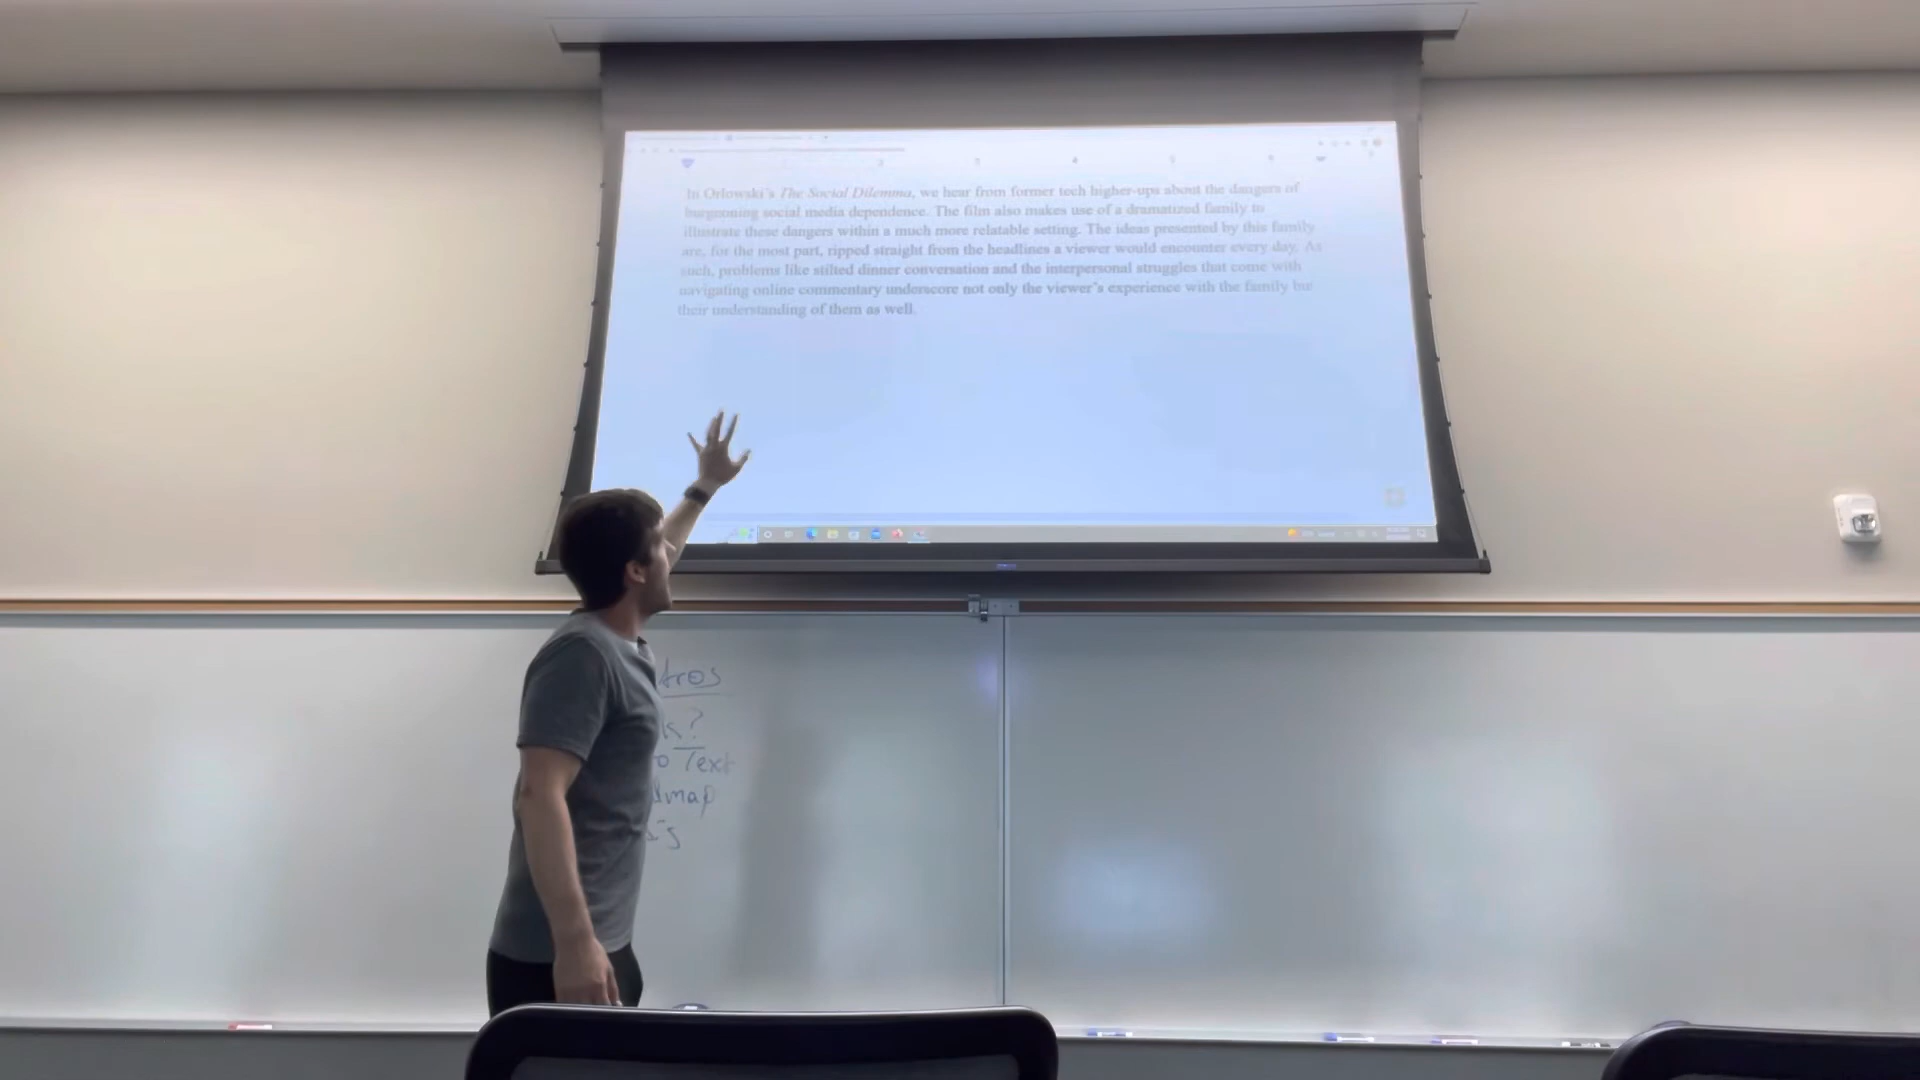 In Orlowski's The Social Dilemma, we hear from former tech higher-ups about the dangers of
burgeoning social media dependence. The film also makes use of a dramatized family to
illustrate these dangers within a much more relatable setting. The ideas presented by this family
are, for the most part, ripped straight from the headlines a viewer would encounter every day. As
such, problems like stilted dinner conversation and the interpersonal struggles that come with
navigating online commentary underscore not only the viewer's experience with the family but
their understanding of them as well.
tros
k?
o Text
dmap
is